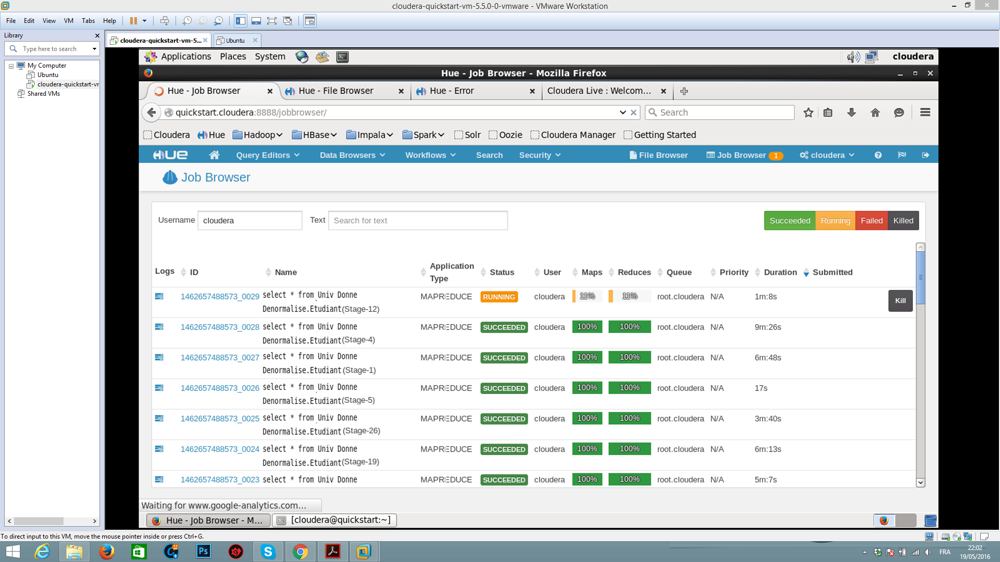 cloudera-quickstart-vm-5.5.0-0-vmware - VMware Workstation
File Edit View VM Tabs Help
Library
Type here to search
My Computer
Ubuntu
cloudera-quickstart-vr
Shared VMs
cloudera-quickstart-vm-5... Ubuntu
Applications Places System cloudera
Hue - Job Browser - Mozilla Firefox
Hue - Job Browser Hue - File Browser Hue - Error Cloudera Live : Welcom...
quickstart.cloudera:8888/jobbrowser/ Search
Cloudera Hue Hadoop HBase Impala Spark Solr Oozie Cloudera Manager Getting Started
HUE Query Editors Data Browsers Workflows Search Security File Browser Job Browser 1 cloudera
Job Browser
Username cloudera Text Search for text Succeeded Running Failed Killed
Logs ID Name Application Type Status User Maps Reduces Queue Priority Duration Submitted
1462657488573_0029 select * from Univ Donne MAPREDUCE RUNNING cloudera 11% 11% root.cloudera N/A 1m:8s Kill
Denormalise.Etudiant(Stage-12)
1462657488573_0028 select * from Univ Donne MAPREDUCE SUCCEEDED cloudera 100% 100% root.cloudera N/A 9m:26s
Denormalise.Etudiant(Stage-4)
1462657488573_0027 select * from Univ Donne MAPREDUCE SUCCEEDED cloudera 100% 100% root.cloudera N/A 6m:48s
Denormalise.Etudiant(Stage-1)
1462657488573_0026 select * from Univ Donne MAPREDUCE SUCCEEDED cloudera 100% 100% root.cloudera N/A 17s
Denormalise.Etudiant(Stage-5)
1462657488573_0025 select * from Univ Donne MAPREDUCE SUCCEEDED cloudera 100% 100% root.cloudera N/A 3m:40s
Denormalise.Etudiant(Stage-26)
1462657488573_0024 select * from Univ Donne MAPREDUCE SUCCEEDED cloudera 100% 100% root.cloudera N/A 6m:13s
Denormalise.Etudiant(Stage-19)
1462657488573_0023 select * from Univ Donne MAPREDUCE SUCCEEDED cloudera 100% 100% root.cloudera N/A 5m:7s
Waiting for www.google-analytics.com...
Hue - Job Browser - M... [cloudera@quickstart:~]
To direct input to this VM, move the mouse pointer inside or press Ctrl+G.
Ps FRA 22:02
19/05/2016